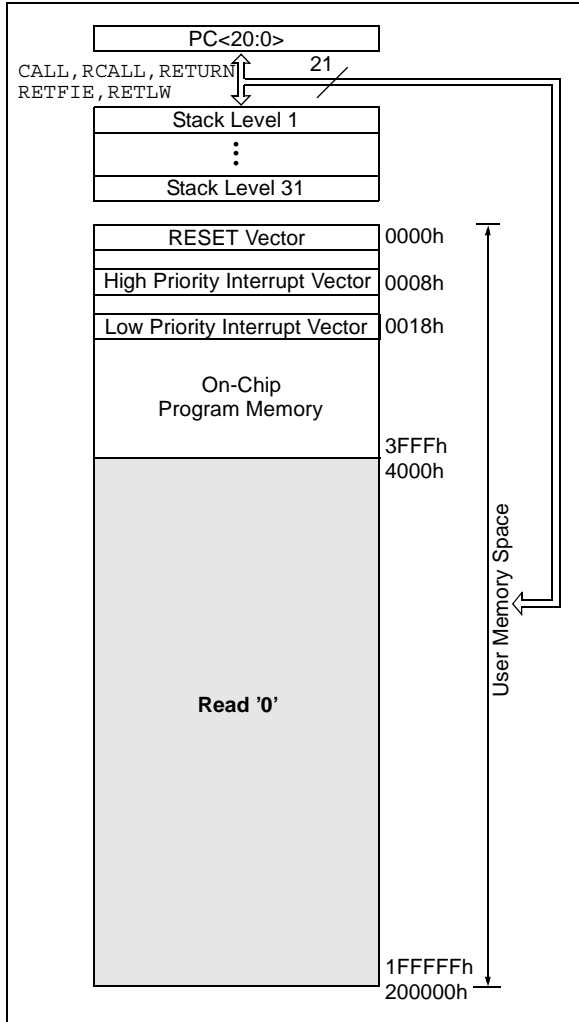 PC<20:0>
CALL,RCALL,RETURN
RETFIE,RETLW
21
Stack Level 1
Stack Level 31
RESET Vector
0000h
High Priority Interrupt Vector
0008h
Low Priority Interrupt Vector
0018h
On-Chip
Program Memory
3FFFh
4000h
User Memory Space
Read '0'
1FFFFFh
200000h